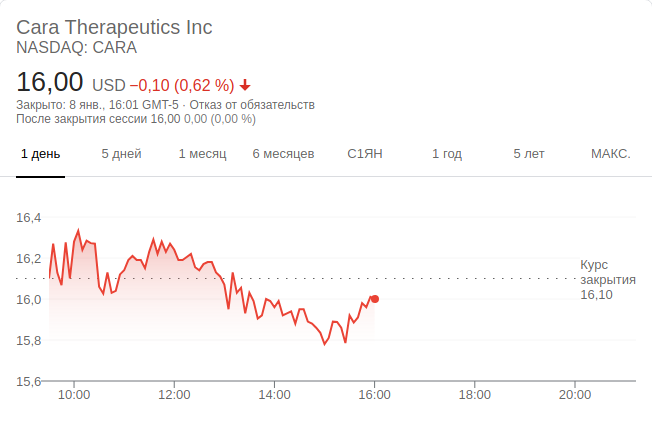 Cara Therapeutics Inc
NASDAQ: CARA
16,00 USD −0,10 (0,62 %)
Закрыто: 8 янв., 16:01 GMT-5 · Отказ от обязательств
После закрытия сессии 16,00 0,00 (0,00 %)
1 день 5 дней 1 месяц 6 месяцев С1ЯН 1 год 5 лет МАКС.
16,4
16,2
Курс
закрытия
16,10
16,0
15,8
15,6
10:00 12:00 14:00 16:00 18:00 20:00